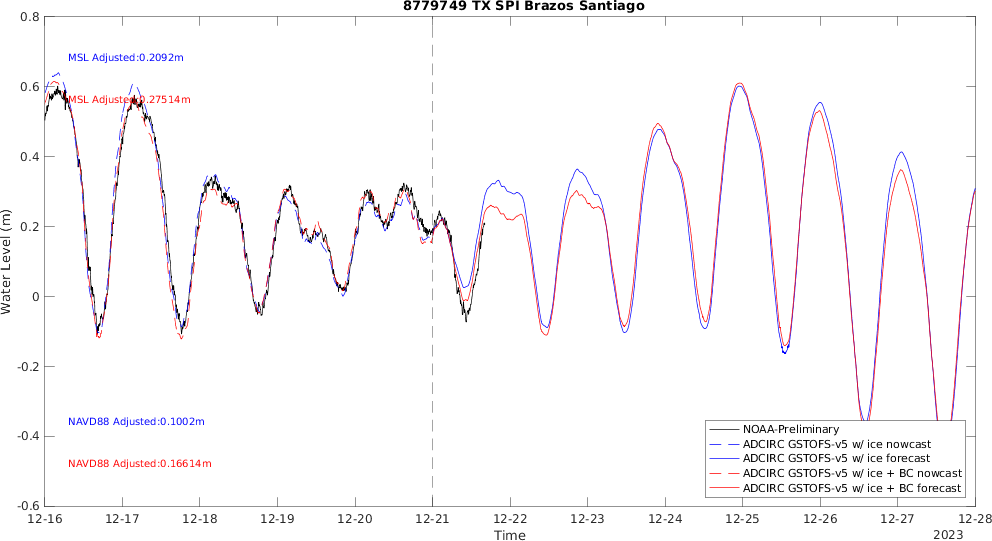 8779749 TX SPI Brazos Santiago
0.8
MSL Adjusted:0.2092m
0.6
MSL Adjusted:0.27514m
0.4
0.2
Water Level (m)
0
-0.2
NAVD88 Adjusted:0.1002m
-0.4
NAVD88 Adjusted:0.16614m
-0.6
NOAA-Preliminary
ADCIRC GSTOFS-v5 w/ ice nowcast
ADCIRC GSTOFS-v5 w/ ice forecast
ADCIRC GSTOFS-v5 w/ ice + BC nowcast
ADCIRC GSTOFS-v5 w/ ice + BC forecast
12-16 12-17 12-18 12-19 12-20 12-21 12-22 12-23 12-24 12-25 12-26 12-27 12-28
Time
2023